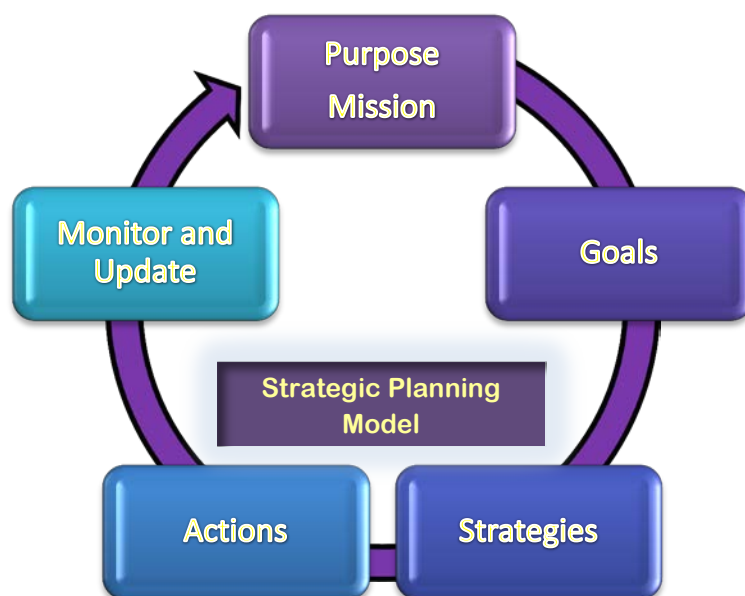 Purpose
Mission
Goals
Strategies
Actions
Monitor and
Update
Strategic Planning
Model